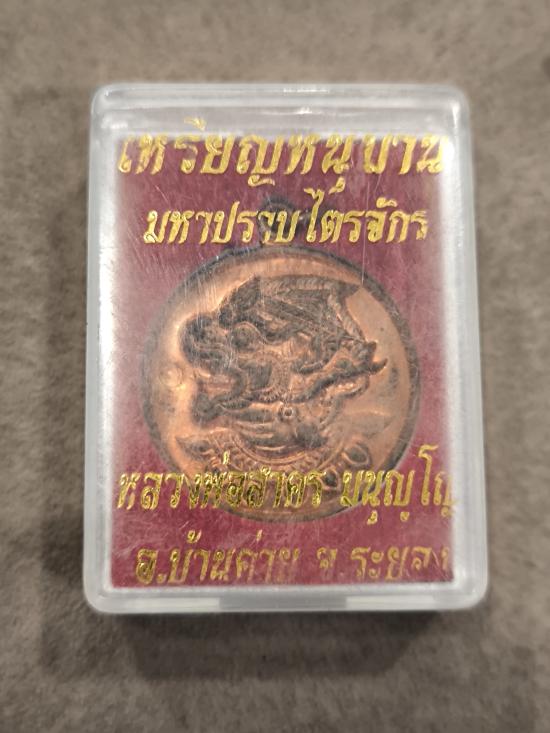 เหรียญหนุมาน
มหาปราบไตรจักร
หลวงพ่อสาคร มนุญฺโญ
อ.บ้านค่าย จ.ระยอง